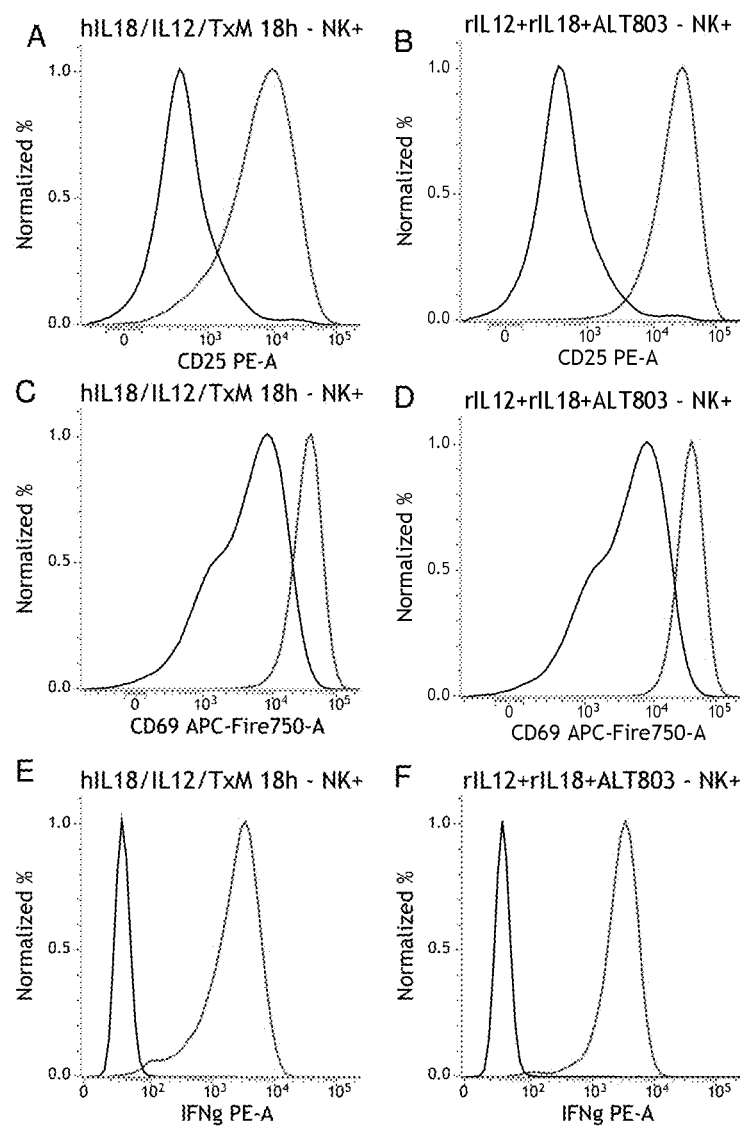 A hIL18/IL12/TxM 18h - NK+
Normalized %
1.0
0.5
0.0
0 10³ 10⁴ 10⁵
CD25 PE-A
B rIL12+rIL18+ALT803 - NK+
Normalized %
1.0
0.5
0.0
0 10³ 10⁴ 10⁵
CD25 PE-A
C hIL18/IL12/TxM 18h - NK+
Normalized %
1.0
0.5
0.0
0 10³ 10⁴ 10⁵
CD69 APC-Fire750-A
D rIL12+rIL18+ALT803 - NK+
Normalized %
1.0
0.5
0.0
0 10³ 10⁴ 10⁵
CD69 APC-Fire750-A
E hIL18/IL12/TxM 18h - NK+
Normalized %
1.0
0.5
0.0
0 10² 10³ 10⁴ 10⁵
IFNg PE-A
F rIL12+rIL18+ALT803 - NK+
Normalized %
1.0
0.5
0.0
0 10² 10³ 10⁴ 10⁵
IFNg PE-A